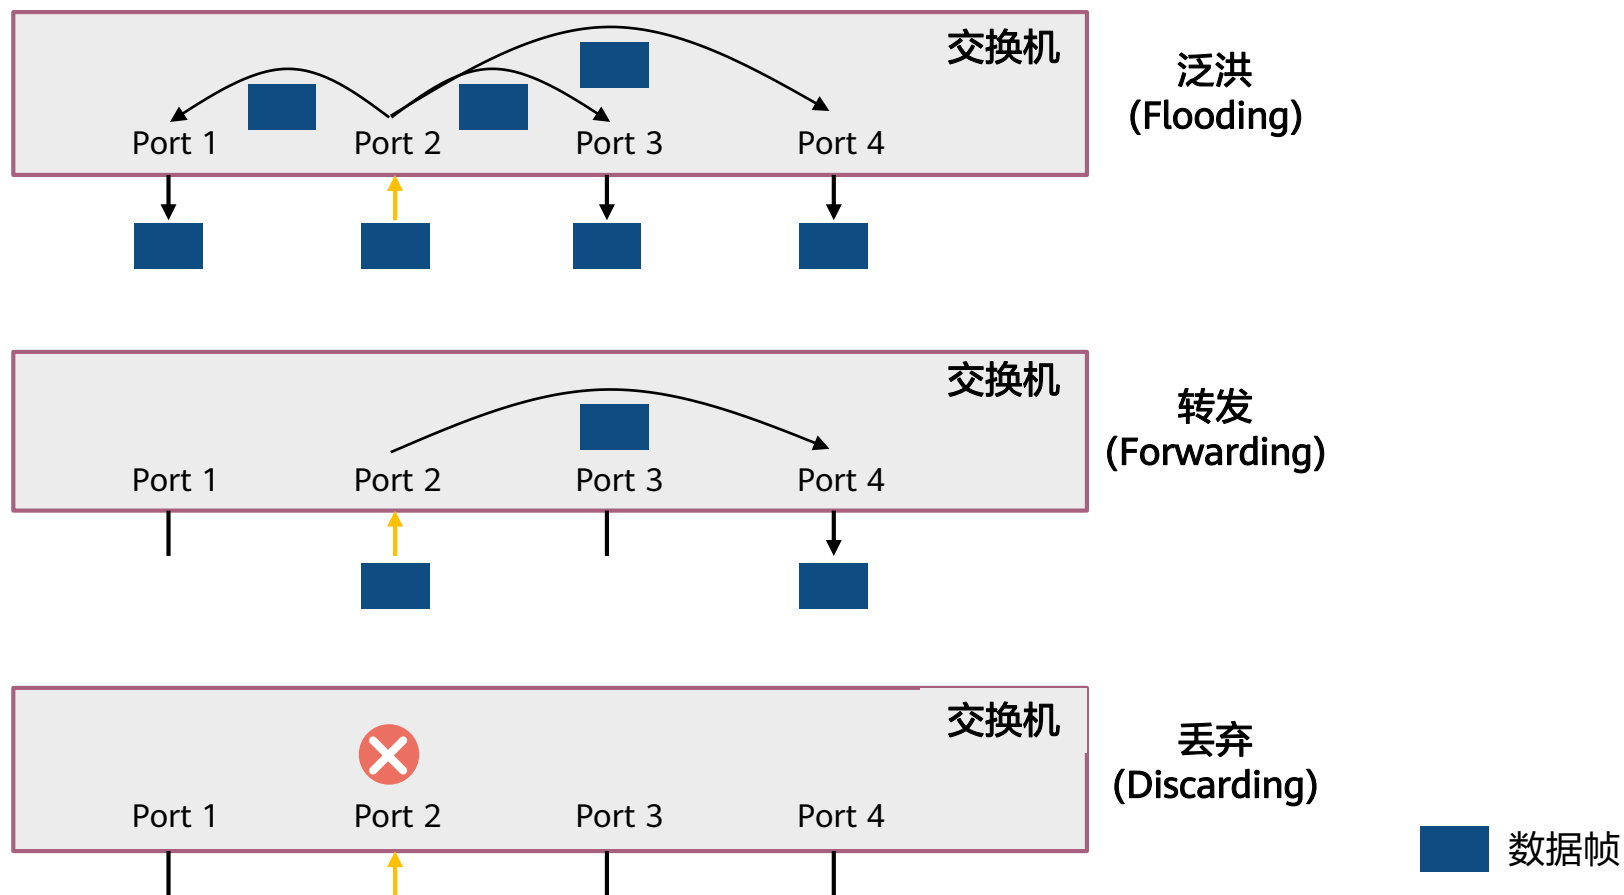 交换机
泛洪
(Flooding)
Port 1 Port 2 Port 3 Port 4
交换机
转发
(Forwarding)
Port 1 Port 2 Port 3 Port 4
交换机
丢弃
(Discarding)
Port 1 Port 2 Port 3 Port 4
数据帧